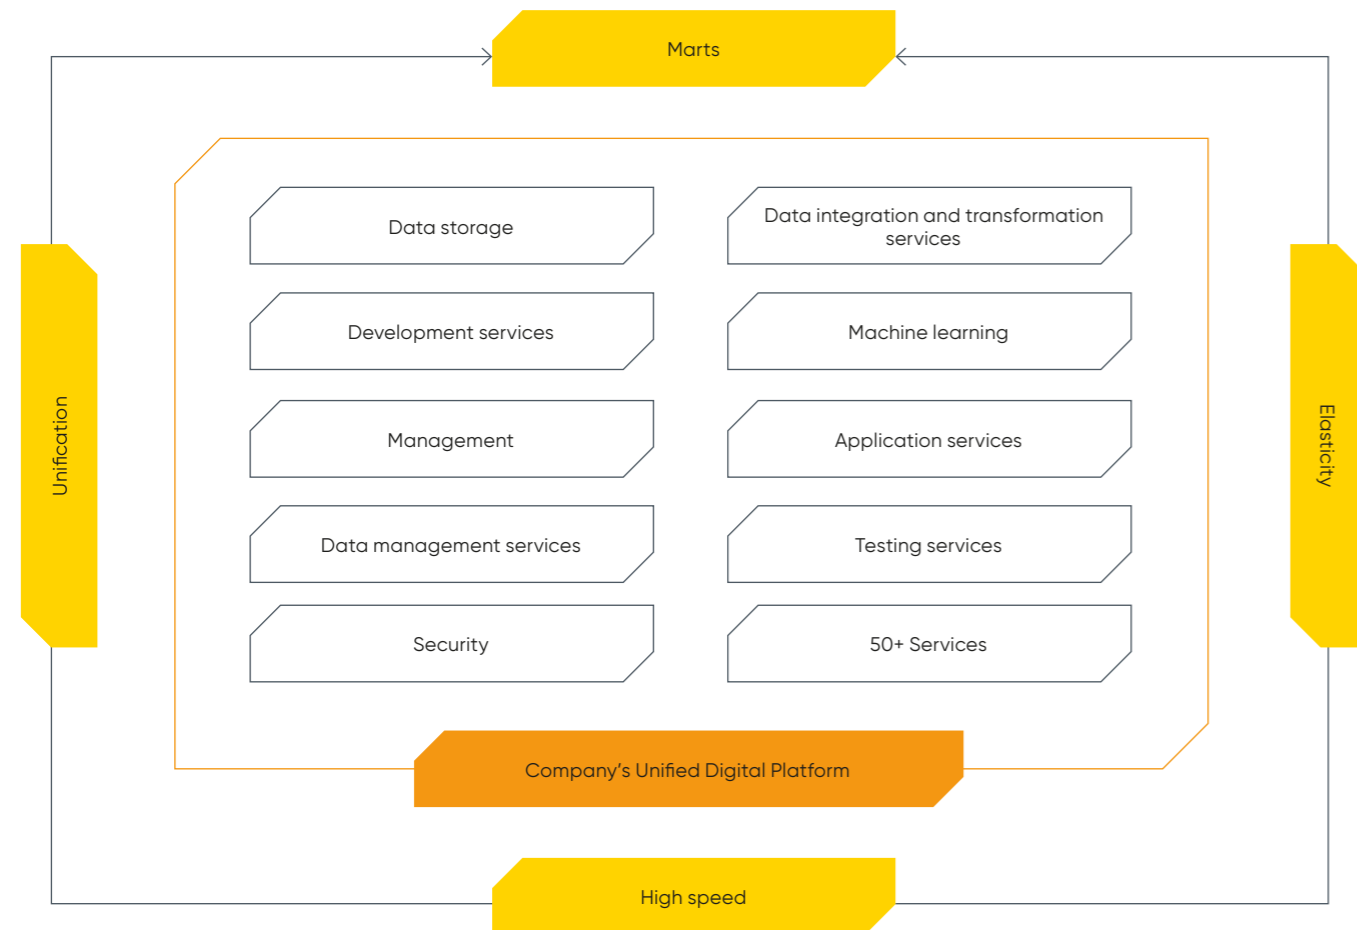 Marts
Data storage
Data integration and transformation
services
Development services
Machine learning
Unification
Elasticity
Management
Application services
Data management services
Testing services
Security
50+ Services
Company’s Unified Digital Platform
High speed